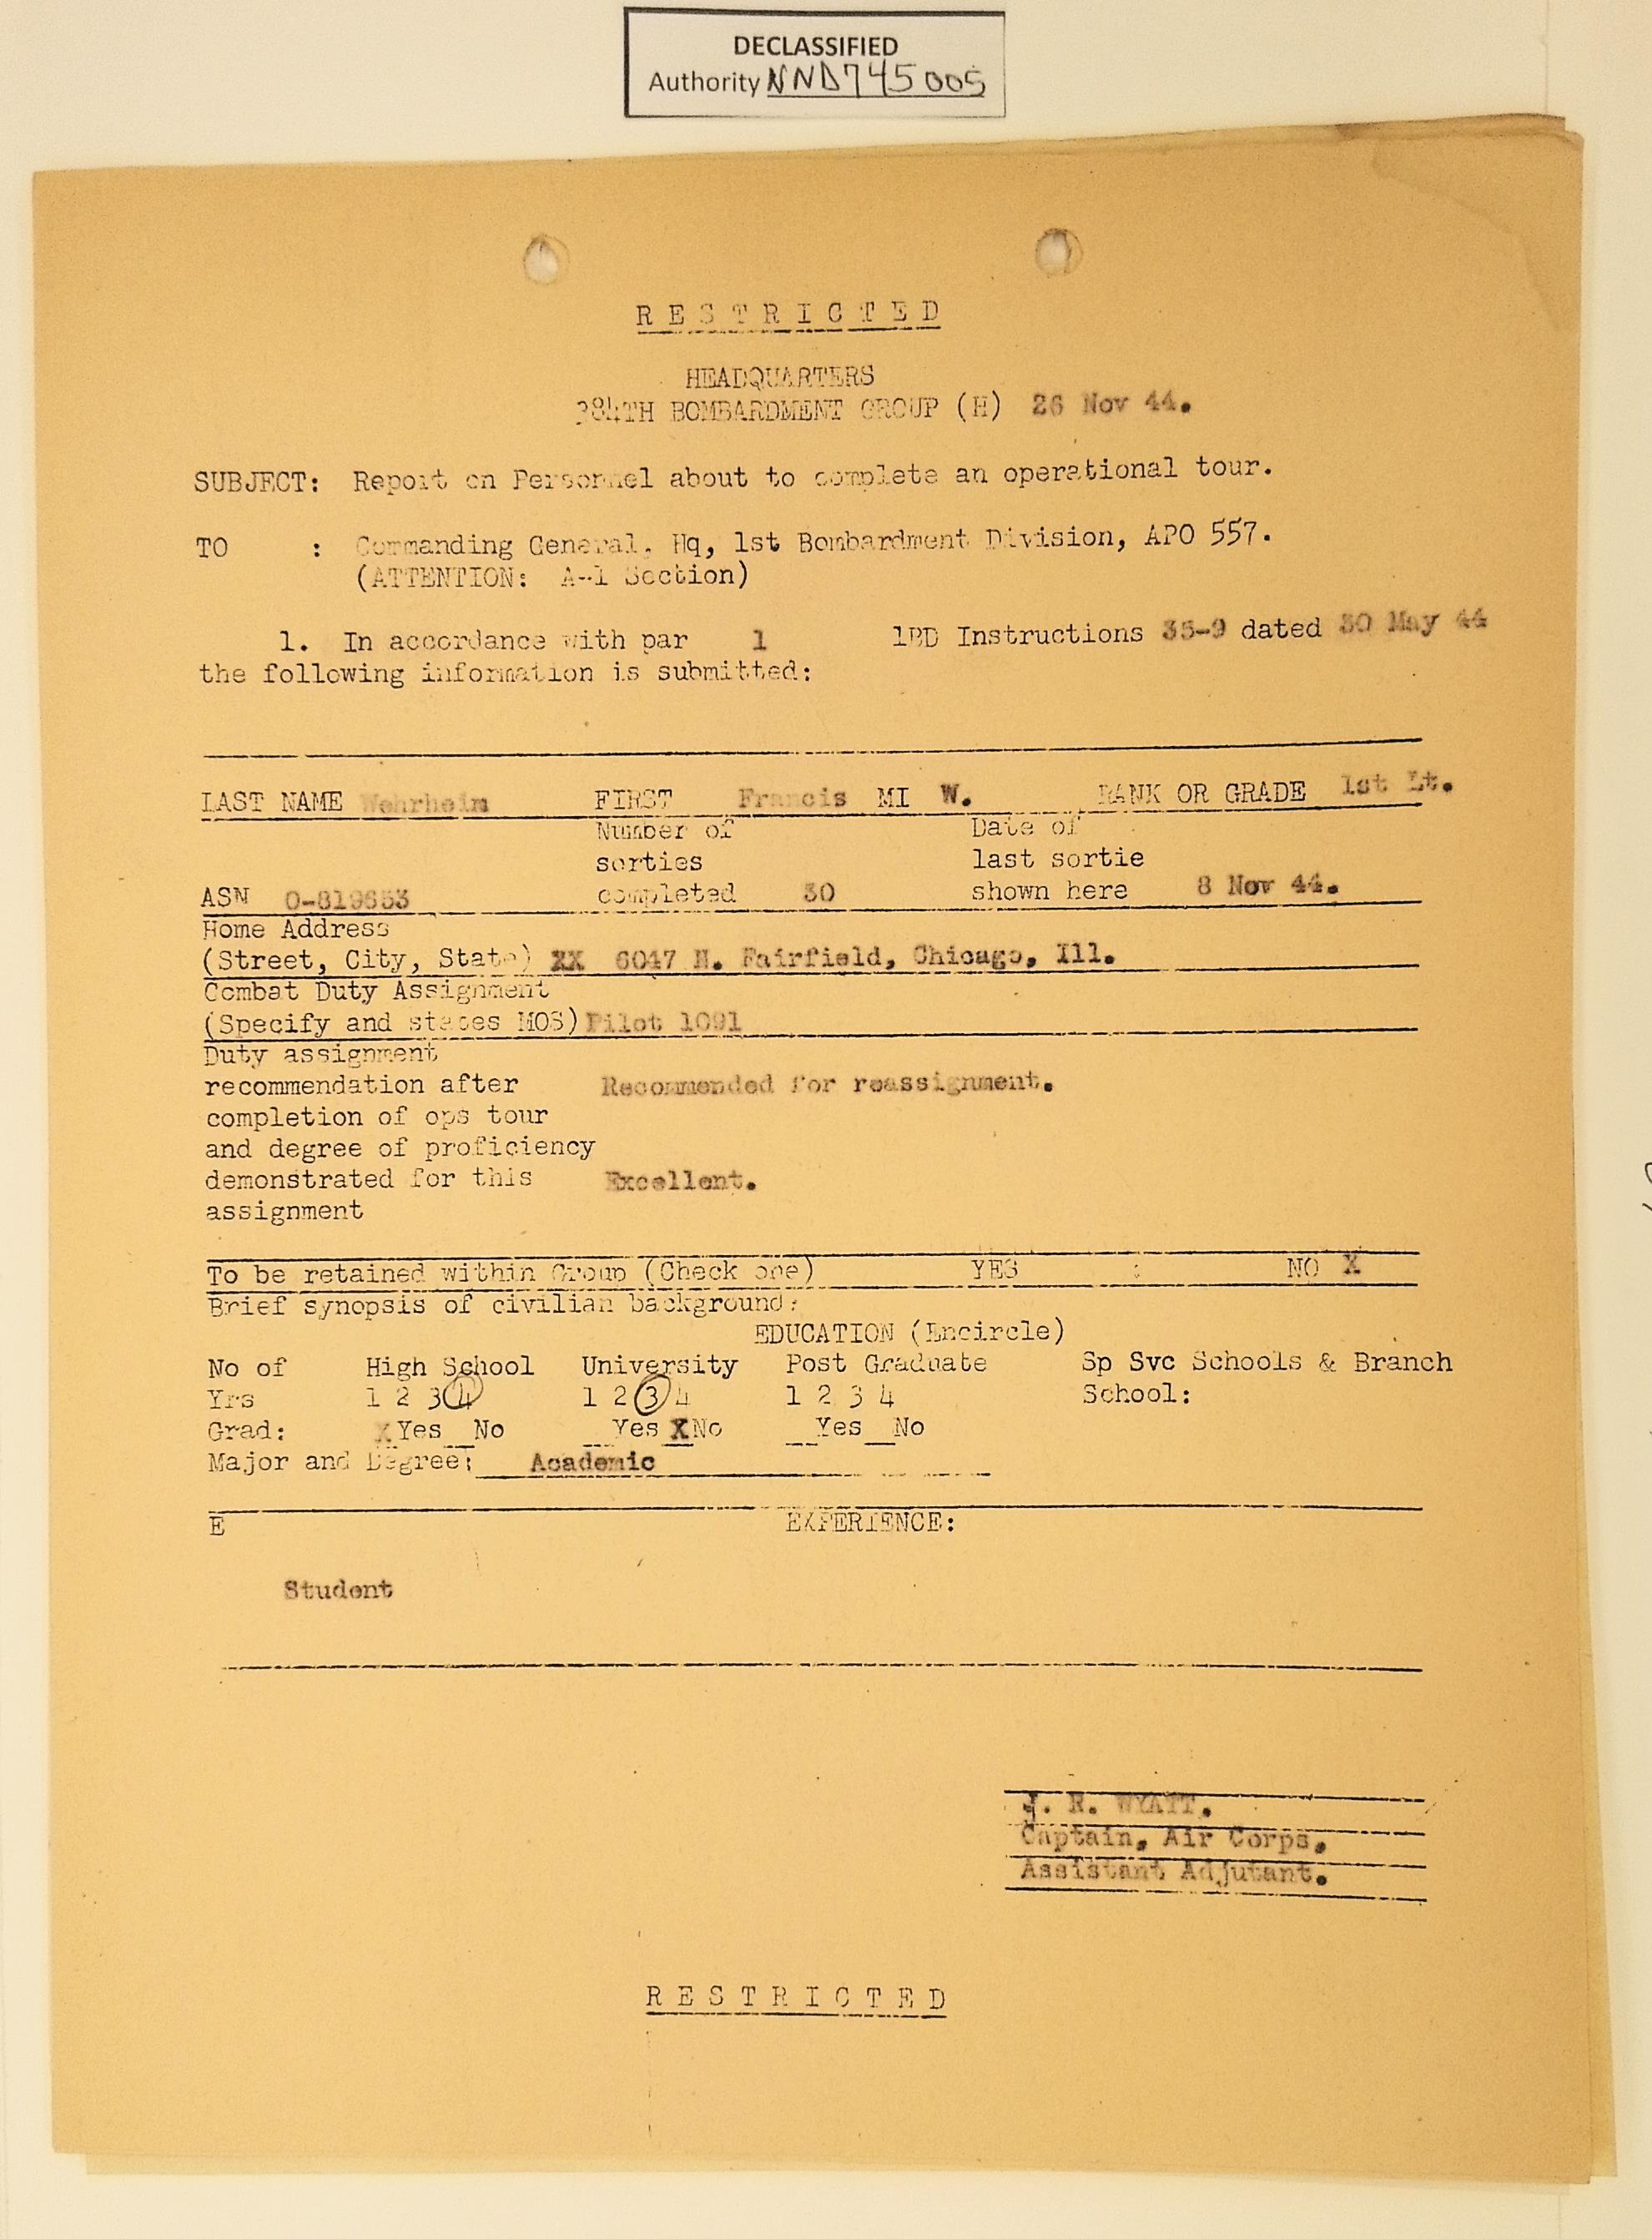 DECLASSIFIED
Authority NND745005
RESTRICTED
HEADQUARTERS
384TH BOMBARDMENT GROUP (H) 26 Nov 44.
SUBJECT: Report on Personnel about to complete an operational tour.
TO : Commanding General, Hq, 1st Bombardment Division, APO 557.
(ATTENTION: A-1 Section)
1. In accordance with par 1 1BD Instructions 35-9 dated 30 May 44
the following information is submitted:
LAST NAME Wehrheim FIRST Francis MI W. RANK OR GRADE 1st Lt.
Number of Date of
sorties last sortie
ASN O-819653 completed 30 shown here 8 Nov 44.
Home Address
(Street, City, State) XX 6047 N. Fairfield, Chicago, Ill.
Combat Duty Assignment
(Specify and states MOS) Pilot 1091
Duty assignment
recommendation after Recommended for reassignment.
completion of ops tour
and degree of proficiency
demonstrated for this Excellent.
assignment
To be retained within Group (Check one) YES : NO X
Brief synopsis of civilian background:
EDUCATION (Encircle)
No of High School University Post Graduate Sp Svc Schools & Branch
Yrs 1 2 3 4 1 2 3 4 1 2 3 4 School:
Grad: X Yes __No __Yes X No __Yes __No
Major and Degree: Academic
E EXPERIENCE:
Student
J. R. WYATT.
Captain, Air Corps,
Assistant Adjutant.
RESTRICTED